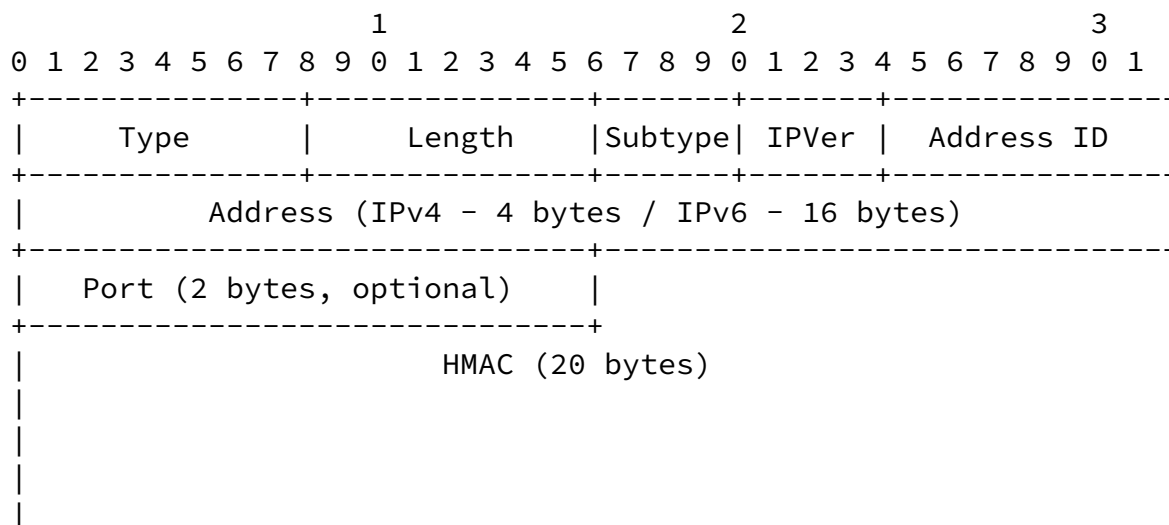 1                   2                   3
 0 1 2 3 4 5 6 7 8 9 0 1 2 3 4 5 6 7 8 9 0 1 2 3 4 5 6 7 8 9 0 1
+---------------+---------------+-------+-------+---------------
|     Type      |     Length    |Subtype| IPVer |  Address ID
+---------------+---------------+-------+-------+---------------
|          Address (IPv4 - 4 bytes / IPv6 - 16 bytes)
+-------------------------------+-------------------------------
|   Port (2 bytes, optional)    |
+-------------------------------+
|                       HMAC (20 bytes)
|
|
|
|